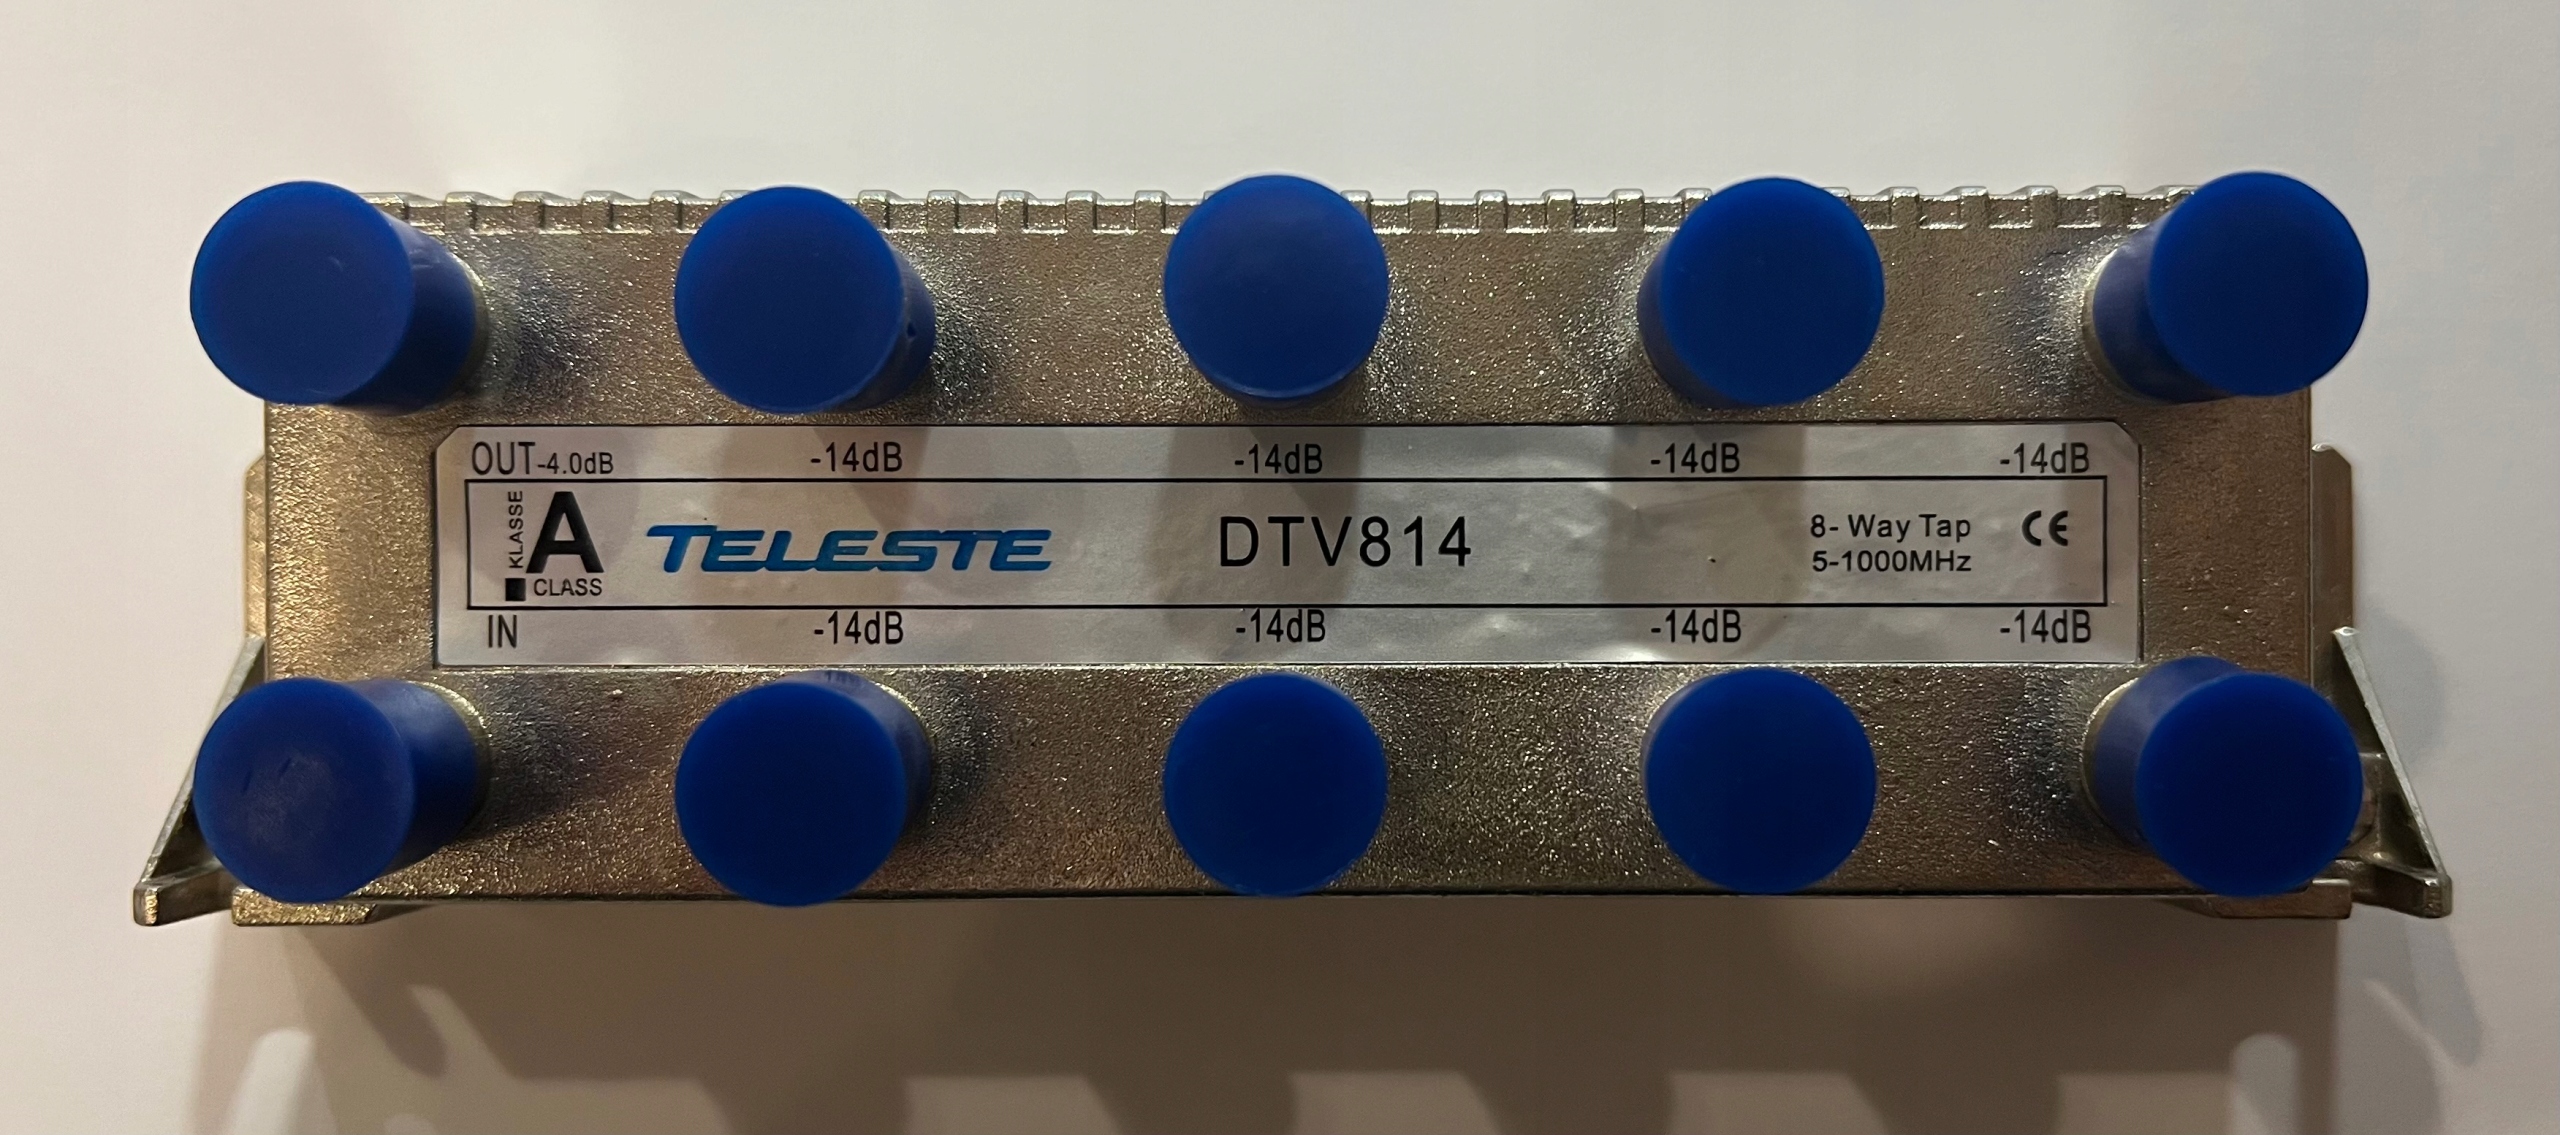 OUT-4.0dB -14dB -14dB -14dB -14dB
KLASSE
A
CLASS
TELESTE
DTV814
8- Way Tap
5-1000MHz
CE
IN -14dB -14dB -14dB -14dB